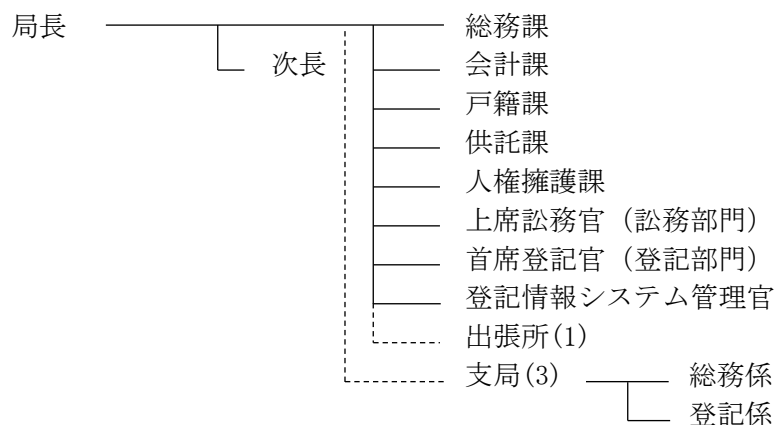 局長 総務課
次長 会計課
戸籍課
供託課
人権擁護課
上席訟務官(訟務部門)
首席登記官(登記部門)
登記情報システム管理官
出張所(1)
支局(3) 総務係
登記係